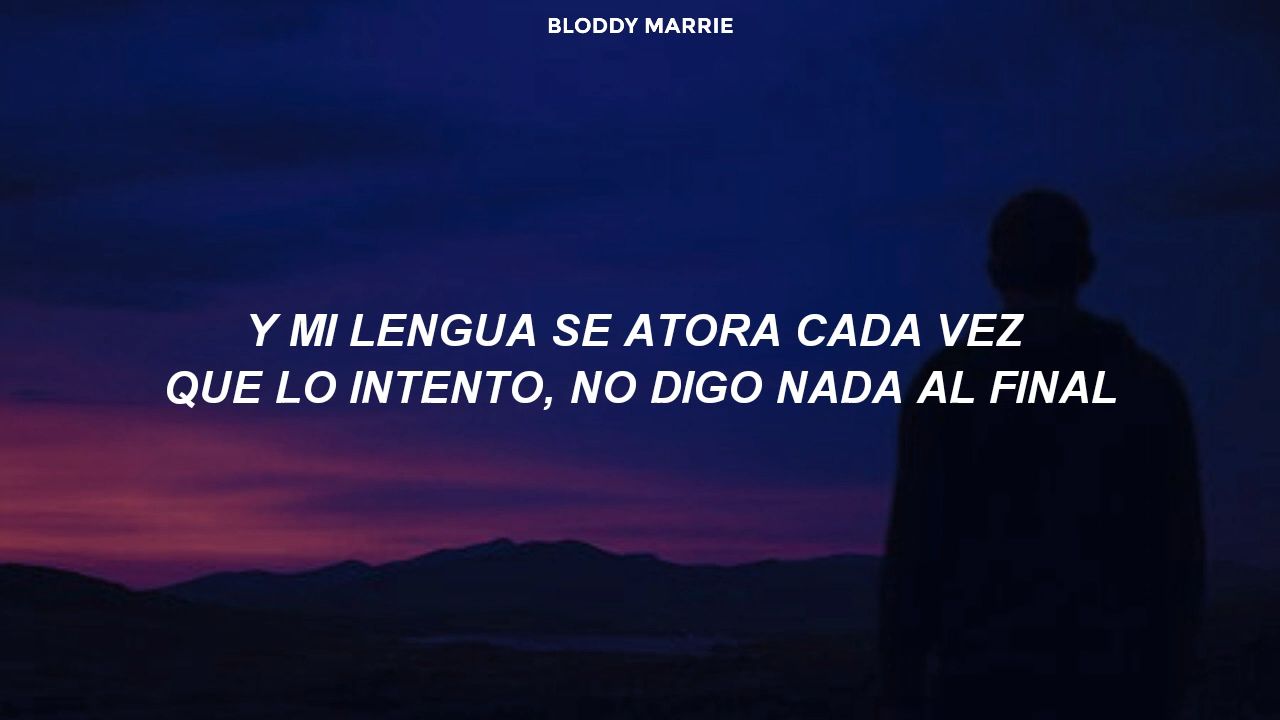 BLODDY MARRIE
Y MI LENGUA SE ATORA CADA VEZ
QUE LO INTENTO, NO DIGO NADA AL FINAL